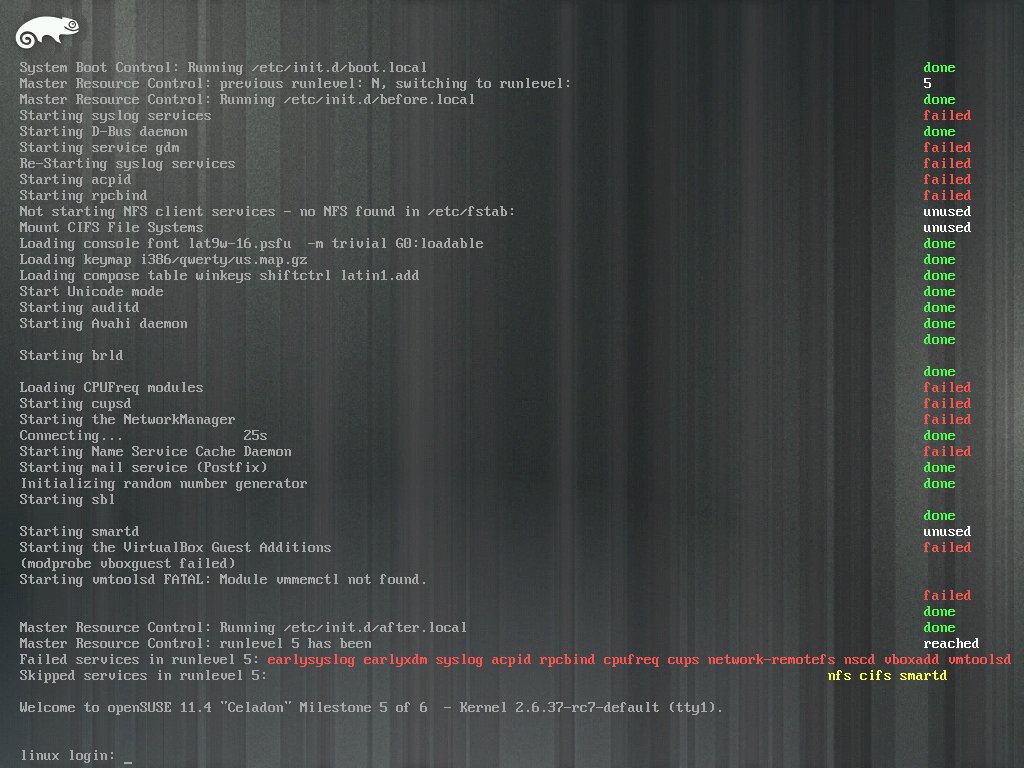 System Boot Control: Running /etc/init.d/boot.local done
Master Resource Control: previous runlevel: N, switching to runlevel: 5
Master Resource Control: Running /etc/init.d/before.local done
Starting syslog services failed
Starting D-Bus daemon done
Starting service gdm failed
Re-Starting syslog services failed
Starting acpid failed
Starting rpcbind failed
Not starting NFS client services - no NFS found in /etc/fstab: unused
Mount CIFS File Systems unused
Loading console font lat9w-16.psfu  -m trivial G0:loadable done
Loading keymap i386/qwerty/us.map.gz done
Loading compose table winkeys shiftctrl latin1.add done
Start Unicode mode done
Starting auditd done
Starting Avahi daemon done
done
Starting brld
done
Loading CPUFreq modules failed
Starting cupsd failed
Starting the NetworkManager failed
Connecting... 25s done
Starting Name Service Cache Daemon failed
Starting mail service (Postfix) done
Initializing random number generator done
Starting sbl
done
Starting smartd unused
Starting the VirtualBox Guest Additions failed
(modprobe vboxguest failed)
Starting vmtoolsd FATAL: Module vmmemctl not found.
failed
done
Master Resource Control: Running /etc/init.d/after.local done
Master Resource Control: runlevel 5 has been reached
Failed services in runlevel 5: earlysyslog earlyxdm syslog acpid rpcbind cpufreq cups network-remotefs nscd vboxadd vmtoolsd
Skipped services in runlevel 5: nfs cifs smartd
Welcome to openSUSE 11.4 "Celadon" Milestone 5 of 6  - Kernel 2.6.37-rc7-default (tty1).
linux login: _